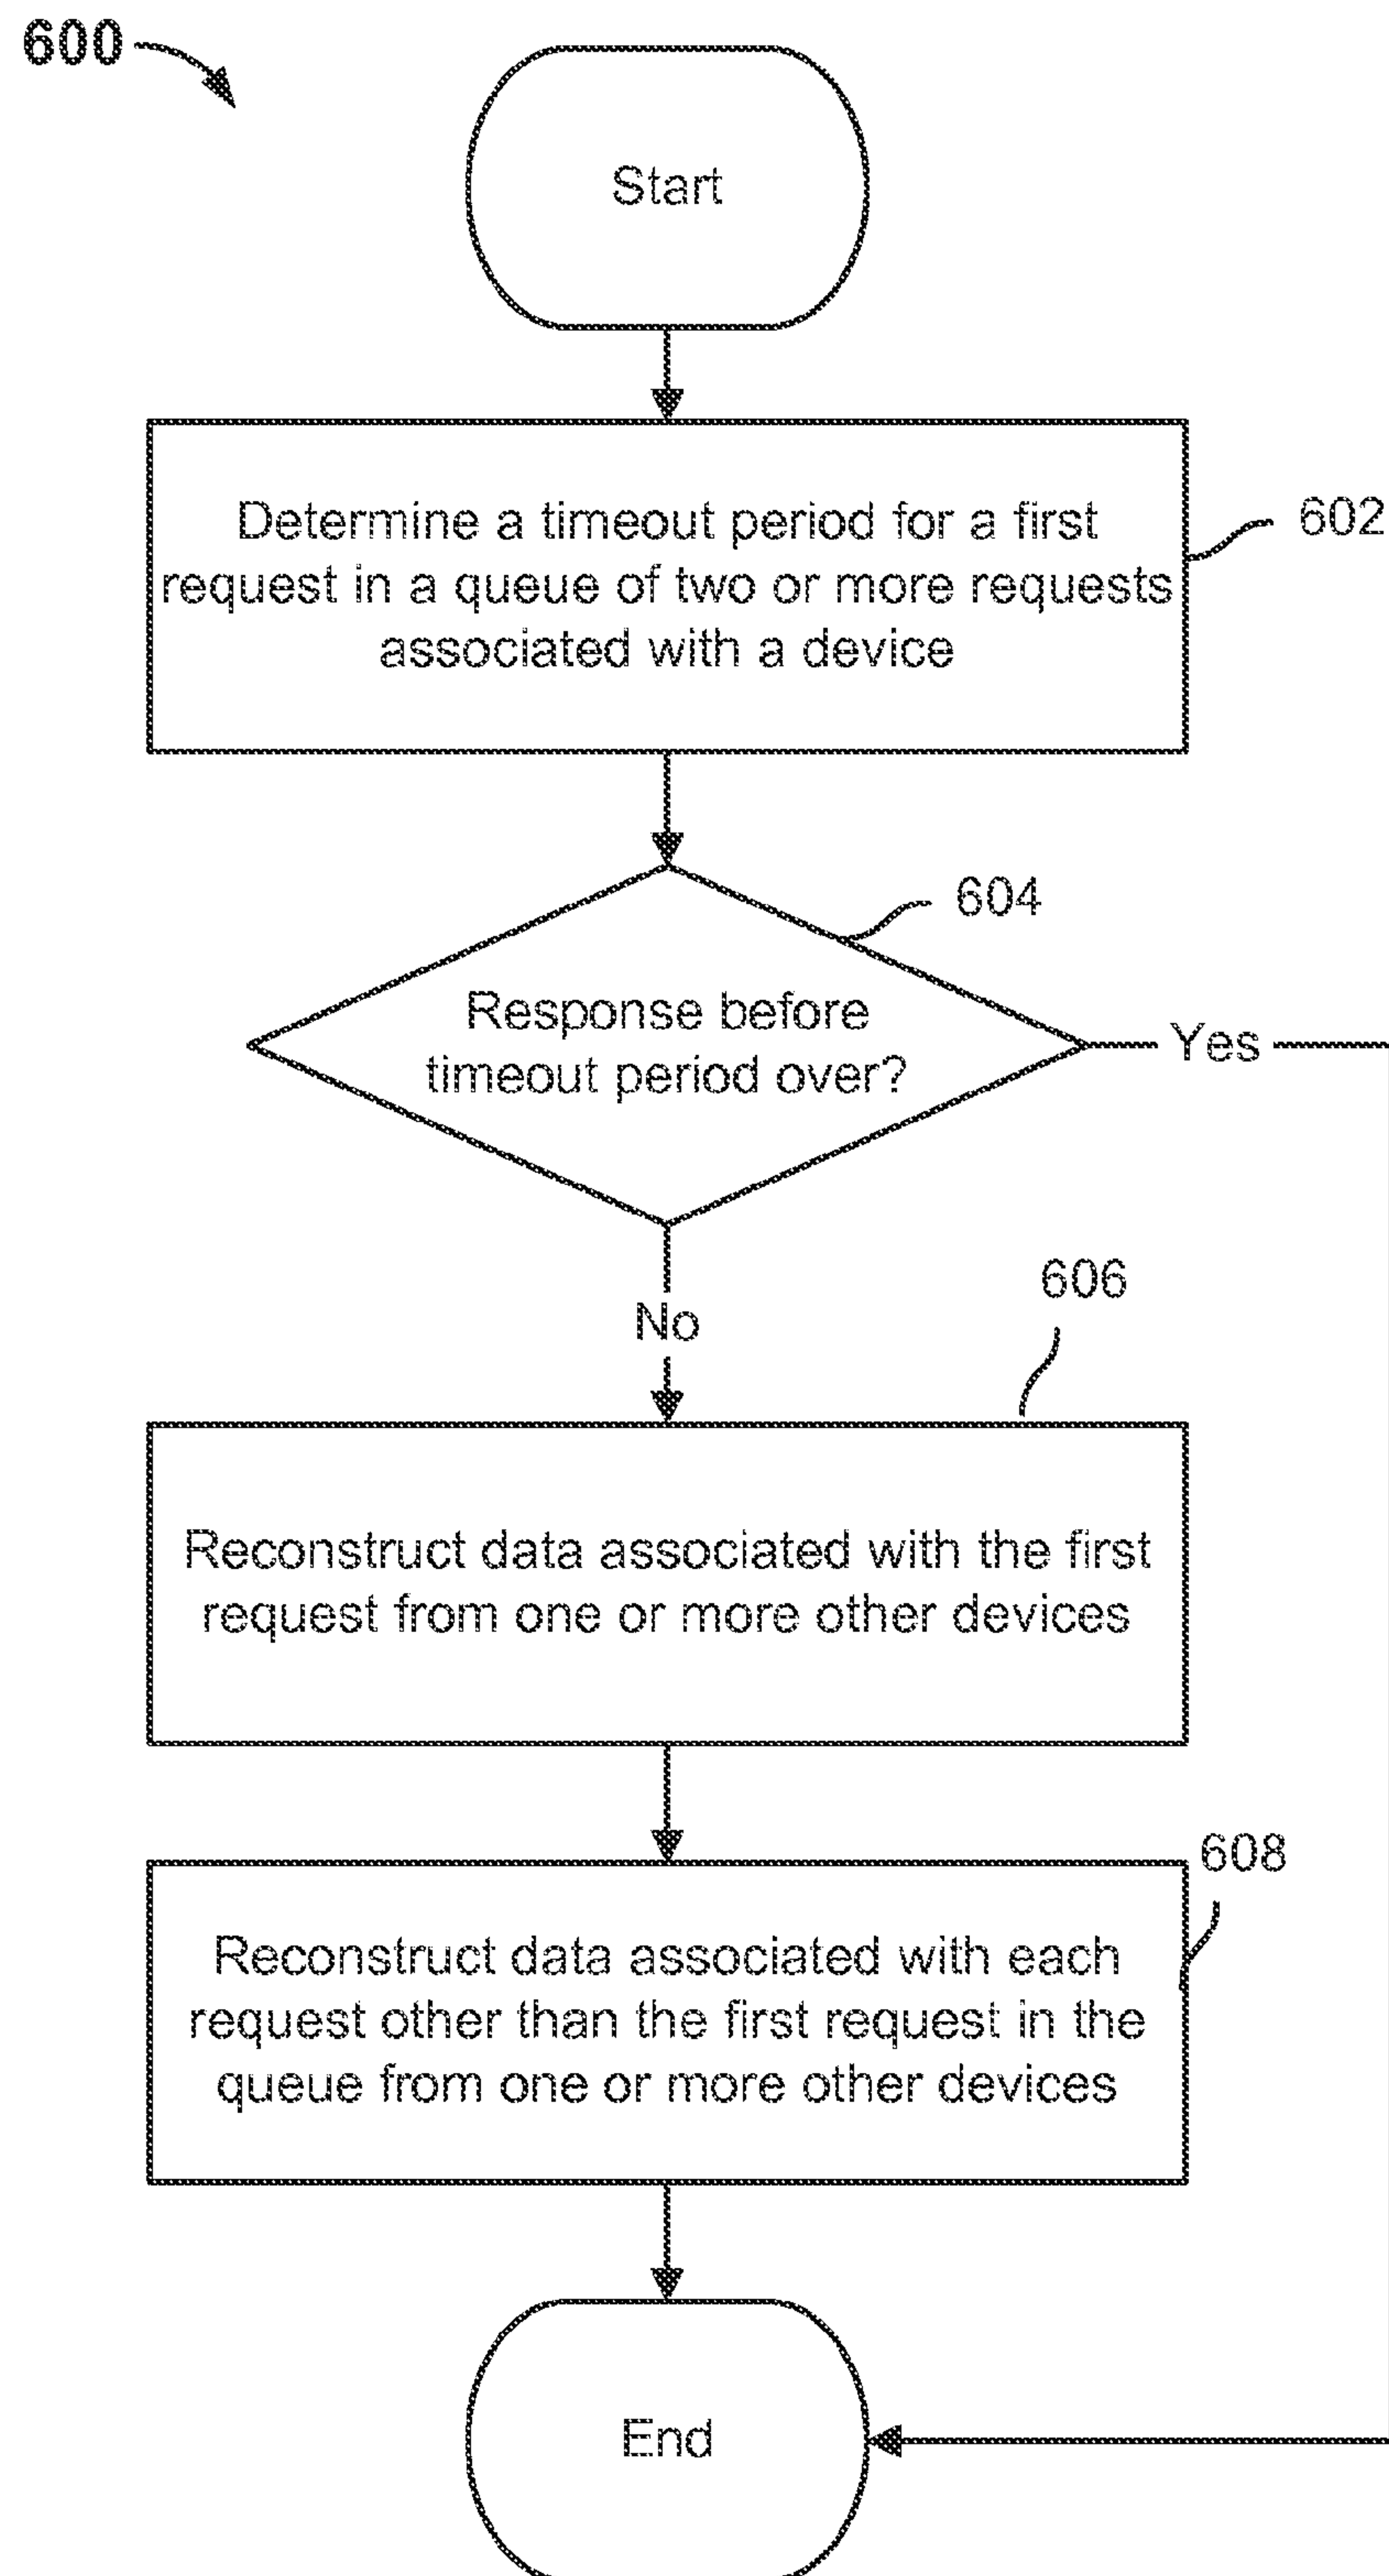 600
Start
Determine a timeout period for a first
request in a queue of two or more requests
associated with a device
602
604
Response before
timeout period over?
Yes
No
606
Reconstruct data associated with the first
request from one or more other devices
608
Reconstruct data associated with each
request other than the first request in the
queue from one or more other devices
End